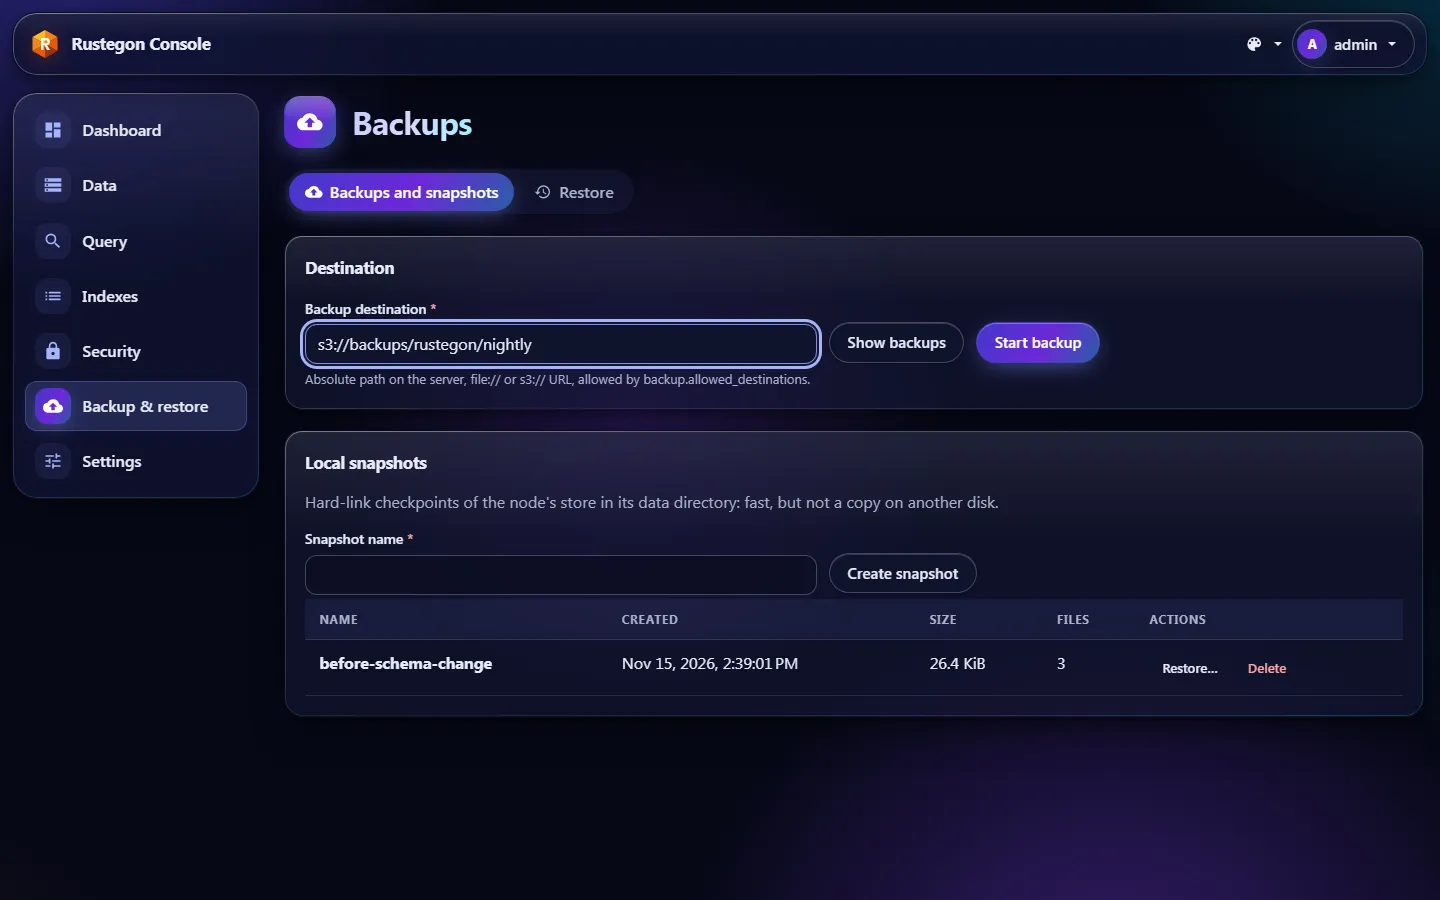 R
Rustegon Console
A
admin
Dashboard
Data
Query
Indexes
Security
Backup & restore
Settings
Backups
Backups and snapshots
Restore
Destination
Backup destination *
s3://backups/rustegon/nightly
Show backups
Start backup
Absolute path on the server, file:// or s3:// URL, allowed by backup.allowed_destinations.
Local snapshots
Hard-link checkpoints of the node's store in its data directory: fast, but not a copy on another disk.
Snapshot name *
Create snapshot
NAME CREATED SIZE FILES ACTIONS
before-schema-change Nov 15, 2026, 2:39:01 PM 26.4 KiB 3 Restore... Delete